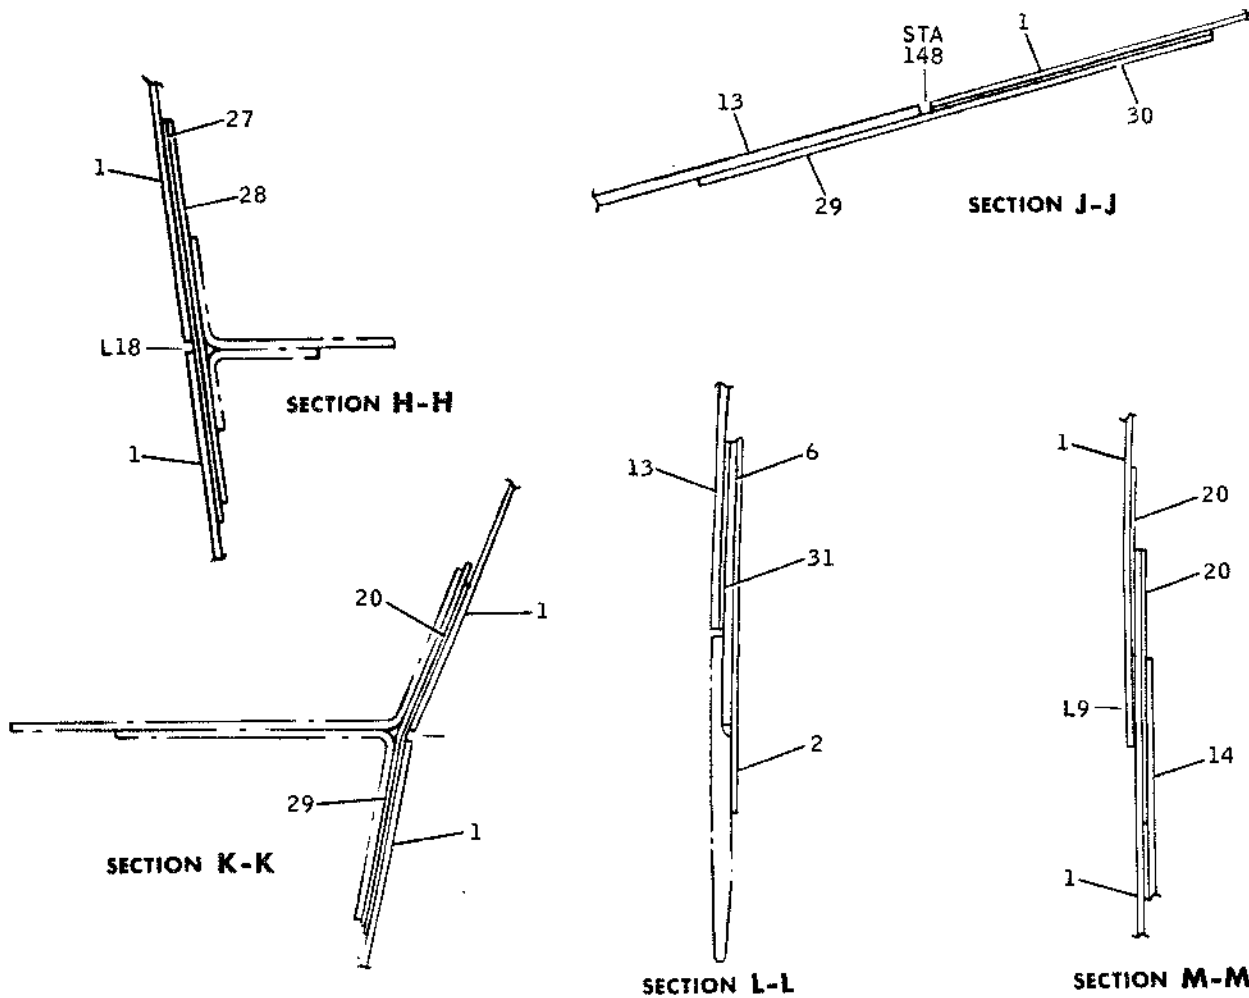 27
1
28
L18
1
SECTION H-H
STA
148
1
13
30
29
SECTION J-J
20
1
29
1
SECTION K-K
13
6
31
2
SECTION L-L
1
20
20
L9
14
1
SECTION M-M